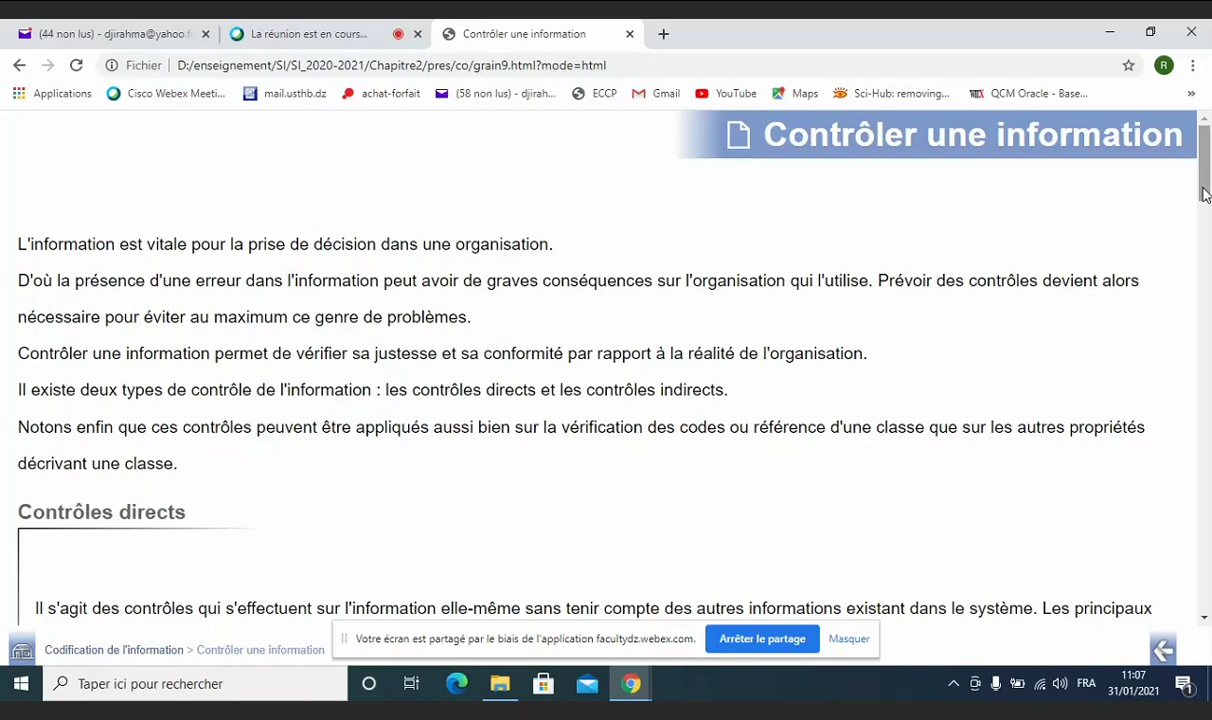 (44 non lus) - djirahma@yahoo.f
La réunion est en cours...
Contrôler une information
Fichier D:/enseignement/SI/SI_2020-2021/Chapitre2/pres/co/grain9.html?mode=html
R
Applications
Cisco Webex Meeti...
mail.usthb.dz
achat-forfait
(58 non lus) - djirah...
ECCP
Gmail
YouTube
Maps
Sci-Hub: removing...
QCM Oracle - Base...
»
Contrôler une information
L'information est vitale pour la prise de décision dans une organisation.
D'où la présence d'une erreur dans l'information peut avoir de graves conséquences sur l'organisation qui l'utilise. Prévoir des contrôles devient alors
nécessaire pour éviter au maximum ce genre de problèmes.
Contrôler une information permet de vérifier sa justesse et sa conformité par rapport à la réalité de l'organisation.
Il existe deux types de contrôle de l'information : les contrôles directs et les contrôles indirects.
Notons enfin que ces contrôles peuvent être appliqués aussi bien sur la vérification des codes ou référence d'une classe que sur les autres propriétés
décrivant une classe.
Contrôles directs
Il s'agit des contrôles qui s'effectuent sur l'information elle-même sans tenir compte des autres informations existant dans le système. Les principaux
Votre écran est partagé par le biais de l'application facultydz.webex.com.
Arrêter le partage
Masquer
Codification de l'information > Contrôler une information
Taper ici pour rechercher
FRA
11:07
31/01/2021
1